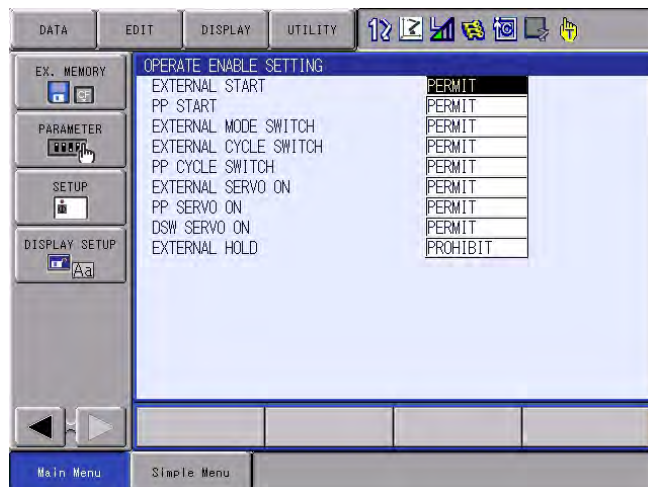 DATA EDIT DISPLAY UTILITY
EX. MEMORY
CF
PARAMETER
SETUP
DISPLAY SETUP
Aa
OPERATE ENABLE SETTING
EXTERNAL START PERMIT
PP START PERMIT
EXTERNAL MODE SWITCH PERMIT
EXTERNAL CYCLE SWITCH PERMIT
PP CYCLE SWITCH PERMIT
EXTERNAL SERVO ON PERMIT
PP SERVO ON PERMIT
DSW SERVO ON PERMIT
EXTERNAL HOLD PROHIBIT
Main Menu Simple Menu